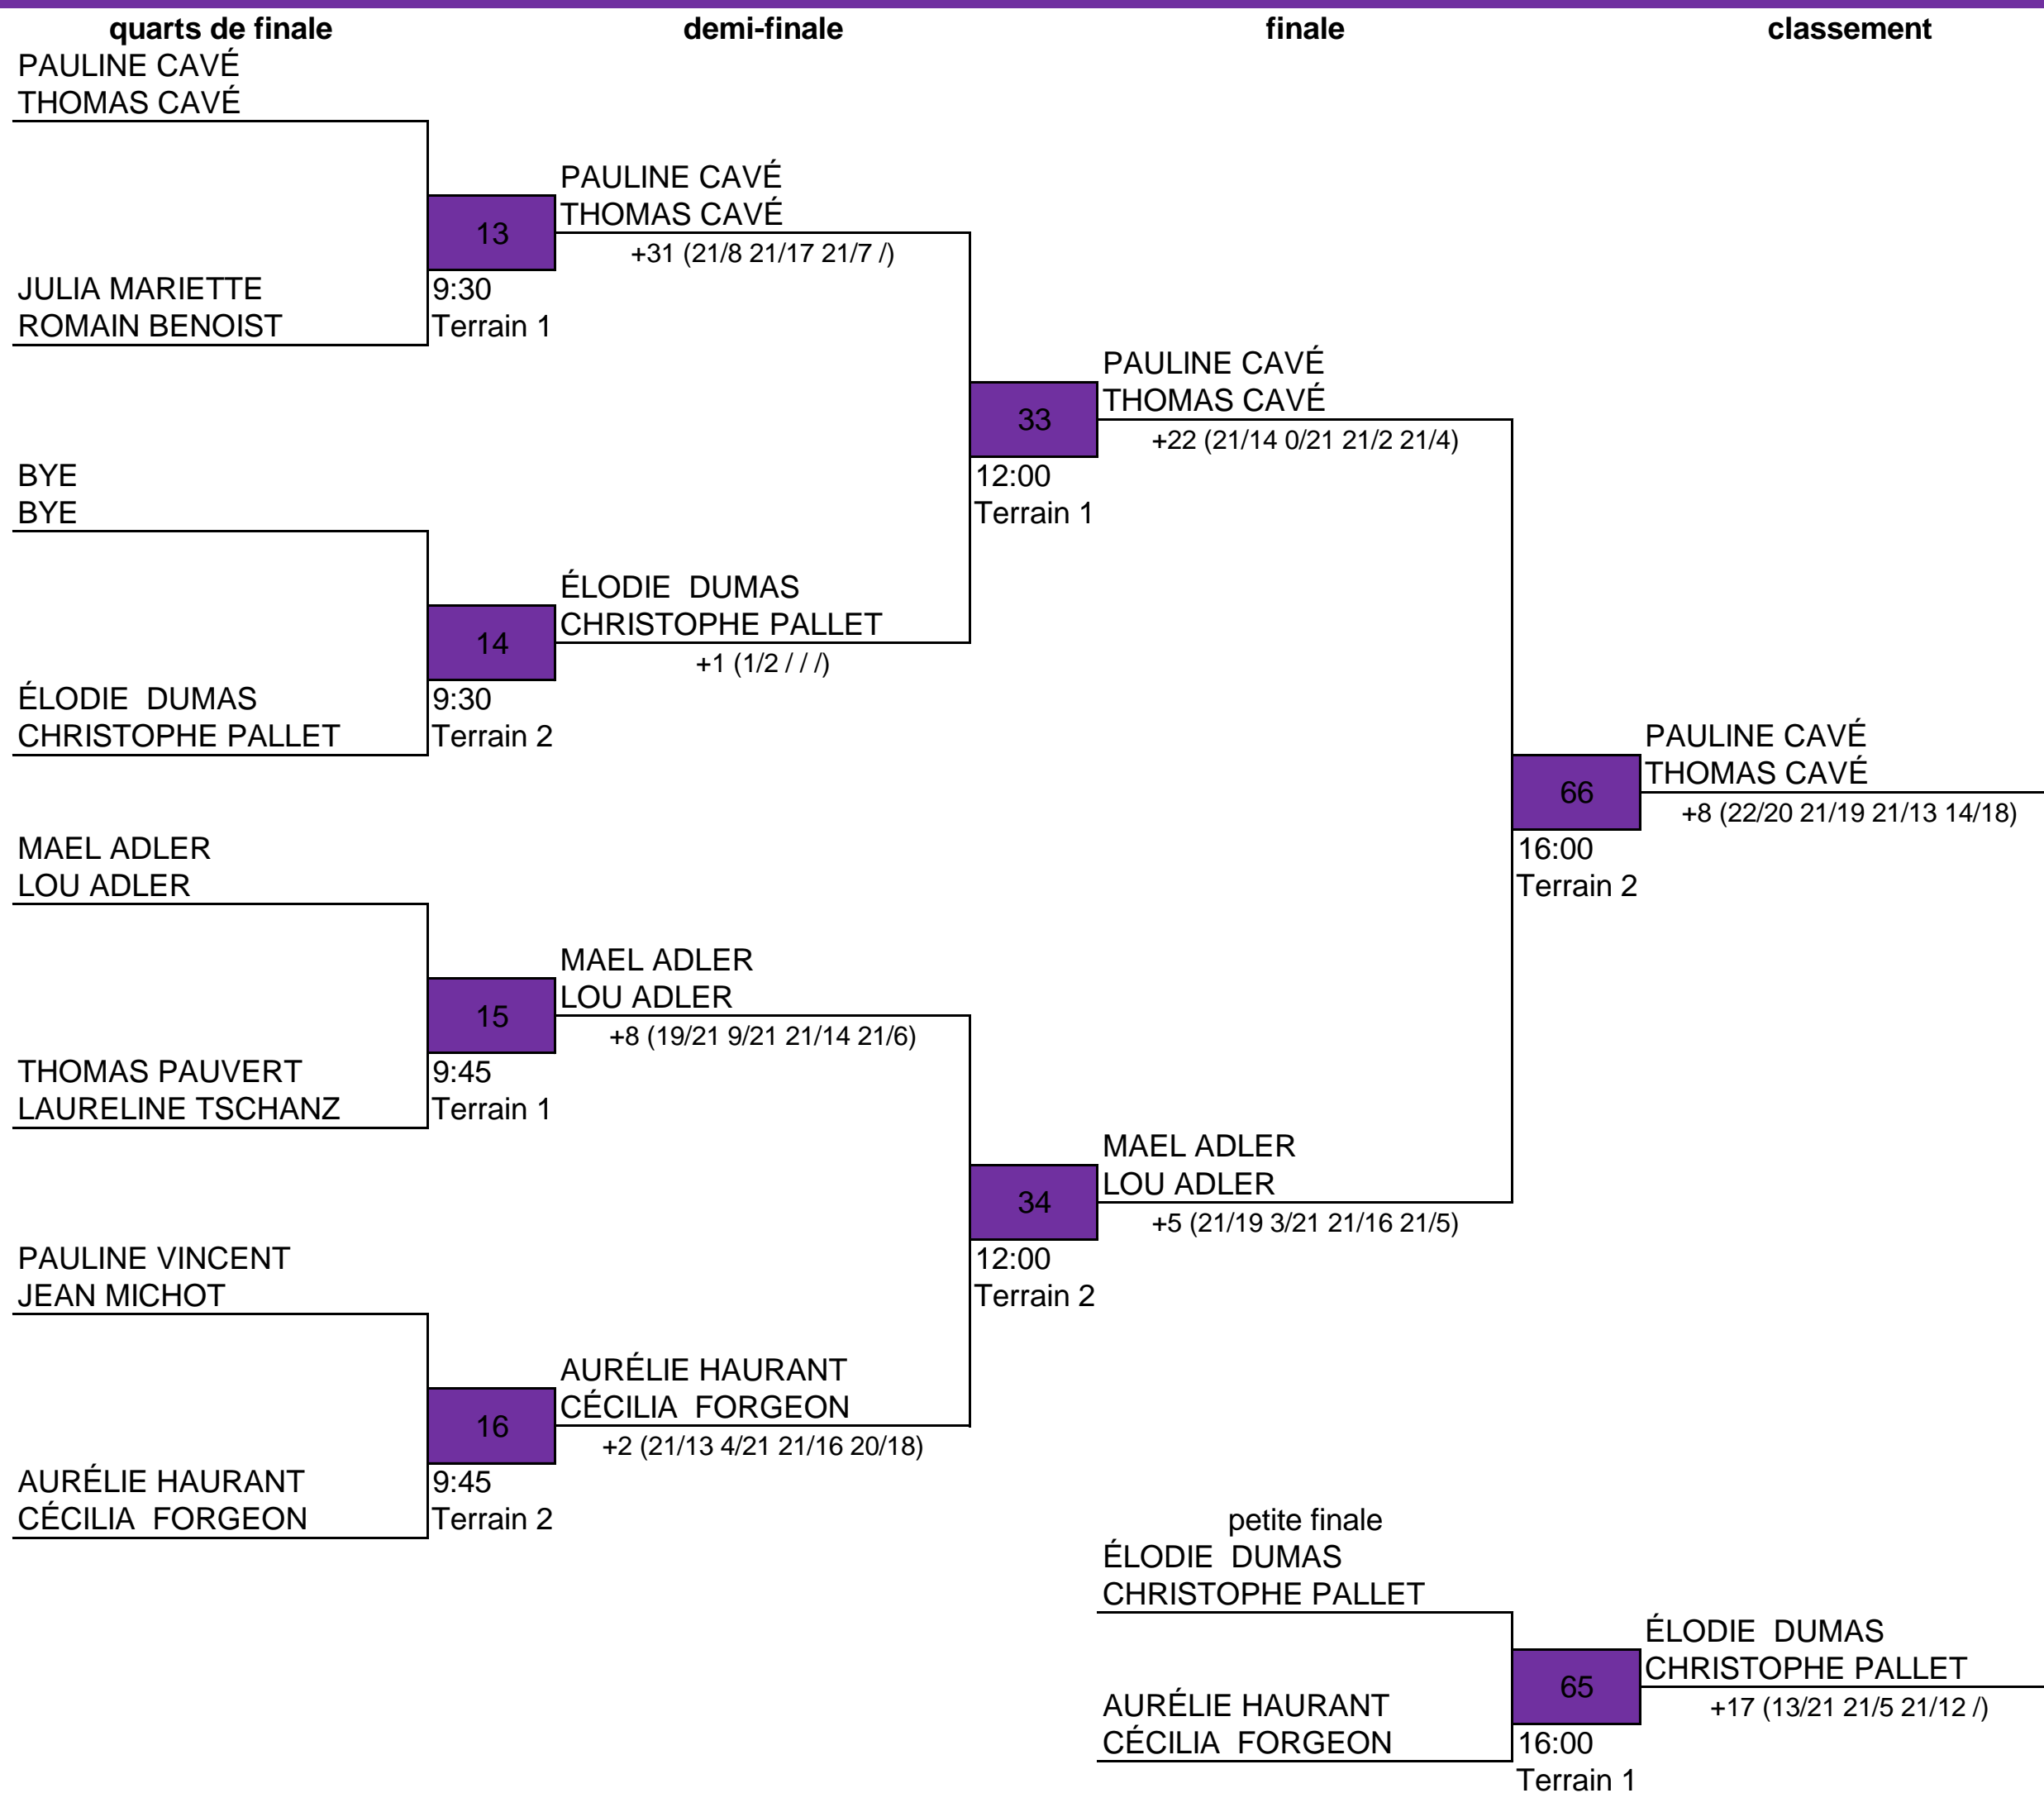 quarts de finale
demi-finale
finale
classement
PAULINE CAVÉ
THOMAS CAVÉ
PAULINE CAVÉ
THOMAS CAVÉ
13
+31 (21/8 21/17 21/7 /)
JULIA MARIETTE
ROMAIN BENOIST
9:30
Terrain 1
PAULINE CAVÉ
THOMAS CAVÉ
33
+22 (21/14 0/21 21/2 21/4)
12:00
Terrain 1
BYE
BYE
ÉLODIE  DUMAS
CHRISTOPHE PALLET
14
+1 (1/2 / / /)
ÉLODIE  DUMAS
CHRISTOPHE PALLET
9:30
Terrain 2
PAULINE CAVÉ
THOMAS CAVÉ
66
+8 (22/20 21/19 21/13 14/18)
16:00
Terrain 2
MAEL ADLER
LOU ADLER
MAEL ADLER
LOU ADLER
15
+8 (19/21 9/21 21/14 21/6)
THOMAS PAUVERT
LAURELINE TSCHANZ
9:45
Terrain 1
MAEL ADLER
LOU ADLER
34
+5 (21/19 3/21 21/16 21/5)
12:00
Terrain 2
PAULINE VINCENT
JEAN MICHOT
AURÉLIE HAURANT
CÉCILIA  FORGEON
16
+2 (21/13 4/21 21/16 20/18)
AURÉLIE HAURANT
CÉCILIA  FORGEON
9:45
Terrain 2
petite finale
ÉLODIE  DUMAS
CHRISTOPHE PALLET
ÉLODIE  DUMAS
CHRISTOPHE PALLET
65
+17 (13/21 21/5 21/12 /)
AURÉLIE HAURANT
CÉCILIA  FORGEON
16:00
Terrain 1